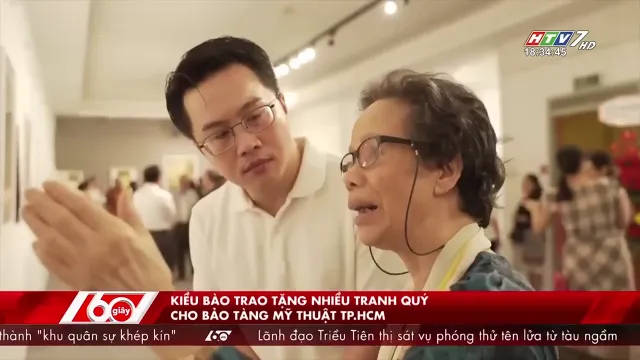 HTV7 HD
18:34:45
60 giây
KIỀU BÀO TRAO TẶNG NHIỀU TRANH QUÝ
CHO BẢO TÀNG MỸ THUẬT TP.HCM
thành "khu quân sự khép kín" Lãnh đạo Triều Tiên thị sát vụ phóng thử tên lửa từ tàu ngầm